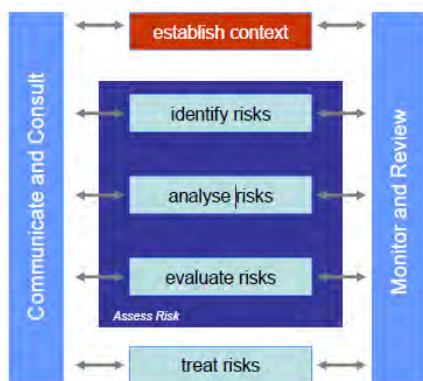 establish context
Communicate and Consult
identify risks
analyse risks
evaluate risks
Assess Risk
treat risks
Monitor and Review